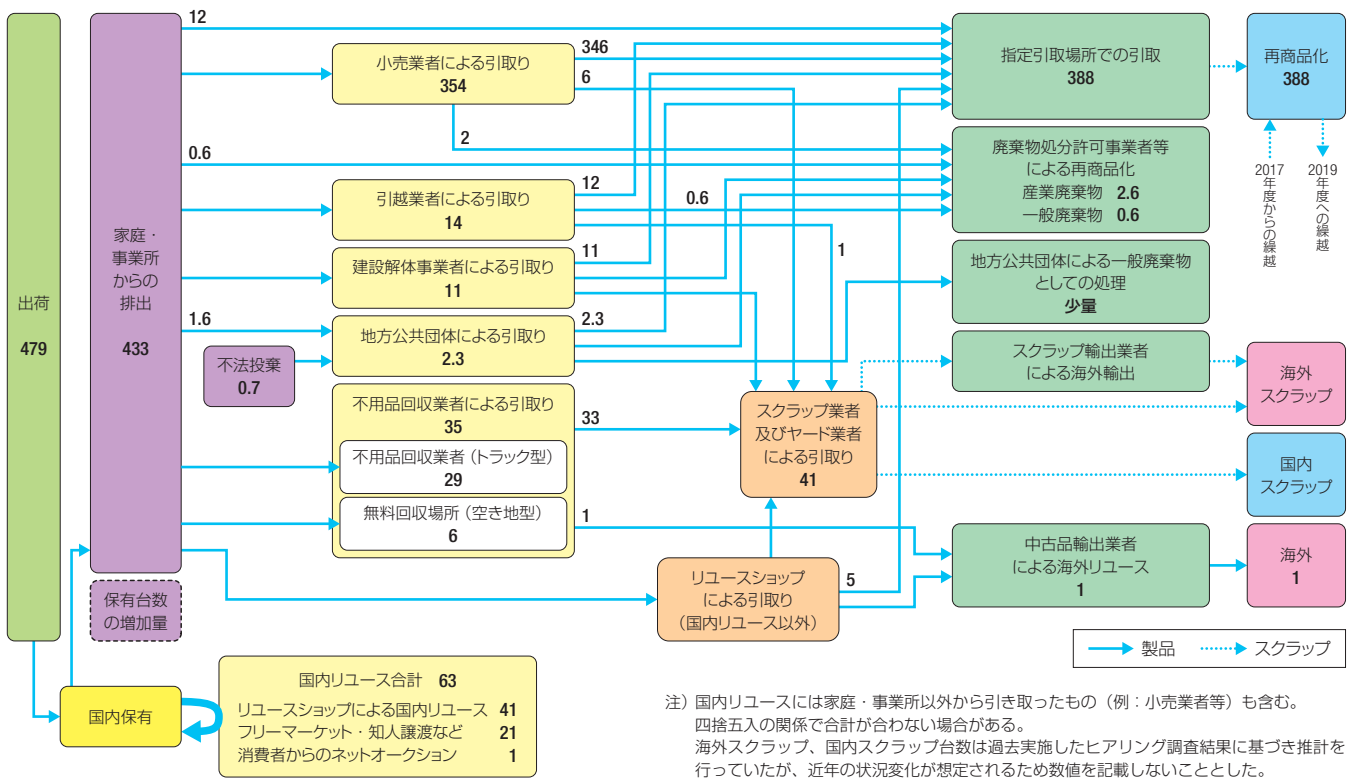 出荷
479
家庭・
事業所
からの
排出
433
保有台数
の増加量
国内保有
不法投棄
0.7
12
0.6
1.6
小売業者による引取り
354
346
6
2
引越業者による引取り
14
12
0.6
1
建設解体事業者による引取り
11
11
地方公共団体による引取り
2.3
2.3
不用品回収業者による引取り
35
33
不用品回収業者（トラック型）
29
無料回収場所（空き地型）
6
1
スクラップ業者
及びヤード業者
による引取り
41
リユースショップ
による引取り
（国内リユース以外）
5
指定引取場所での引取
388
廃棄物処分許可事業者等
による再商品化
産業廃棄物 2.6
一般廃棄物 0.6
地方公共団体による一般廃棄物
としての処理
少量
スクラップ輸出業者
による海外輸出
中古品輸出業者
による海外リユース
1
再商品化
388
2017年度からの繰越
2019年度への繰越
海外
スクラップ
国内
スクラップ
海外
1
製品
スクラップ
国内リユース合計 63
リユースショップによる国内リユース 41
フリーマーケット・知人譲渡など 21
消費者からのネットオークション 1
注）国内リユースには家庭・事業所以外から引き取ったもの（例：小売業者等）も含む。
四捨五入の関係で合計が合わない場合がある。
海外スクラップ、国内スクラップ台数は過去実施したヒアリング調査結果に基づき推計を
行っていたが、近年の状況変化が想定されるため数値を記載しないこととした。